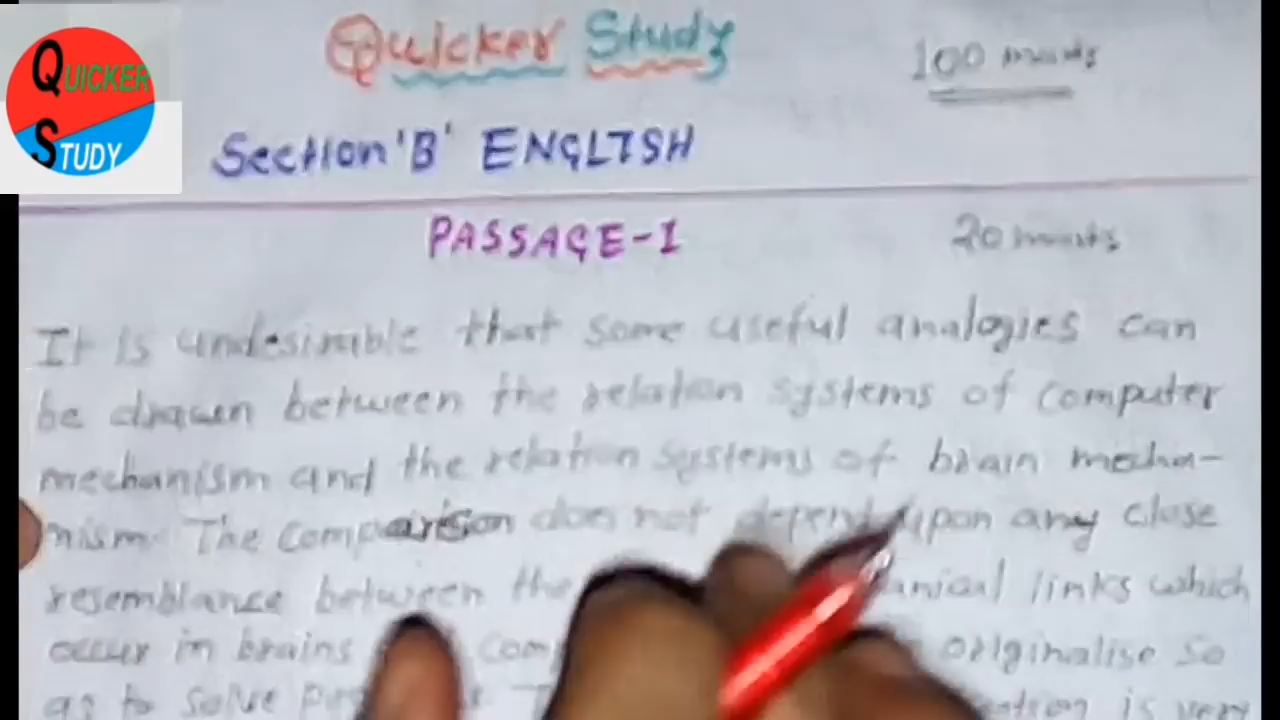 QUICKER
STUDY
Quicker Study
100 marks
Section 'B' ENGLISH
PASSAGE-I
20 marks
It is undesirable that some useful analogies can
be drawn between the relation systems of computer
mechanism and the relation systems of brain mecha-
nism. The comparison does not depend upon any close
resemblance between the links which
occur in brains originalise so
as to solve is very